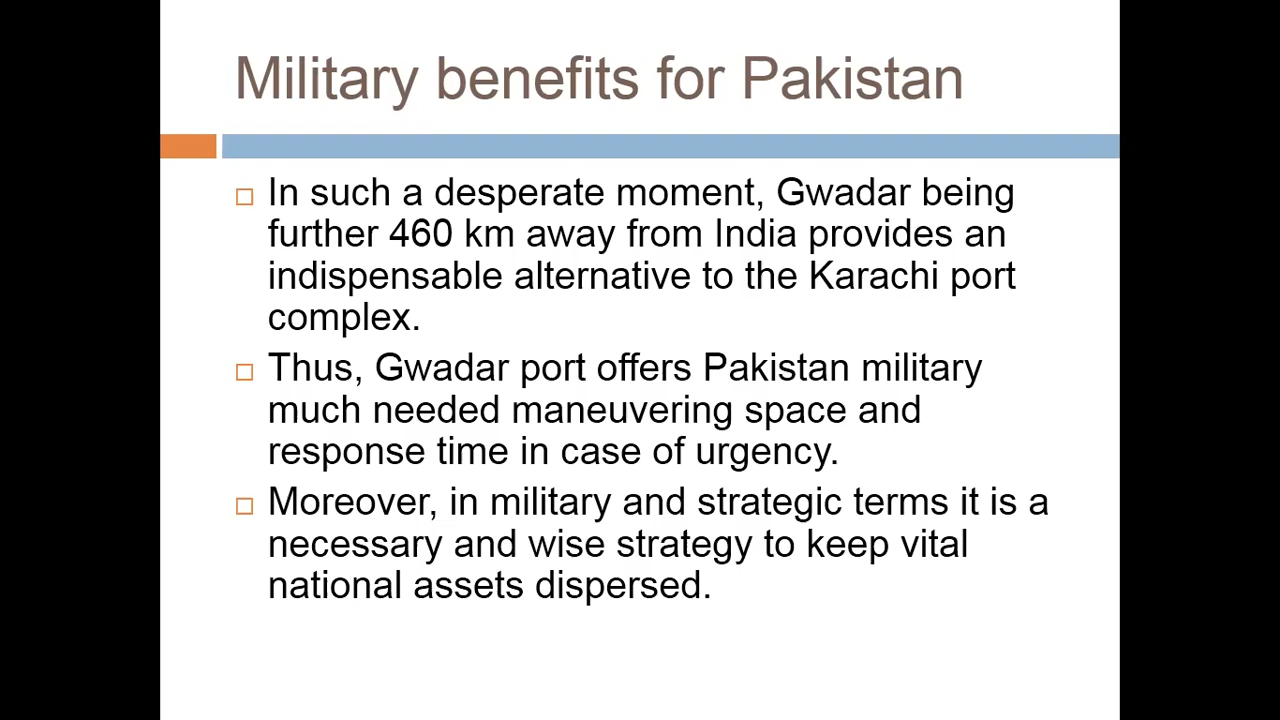 Military benefits for Pakistan
In such a desperate moment, Gwadar being
further 460 km away from India provides an
indispensable alternative to the Karachi port
complex.
Thus, Gwadar port offers Pakistan military
much needed maneuvering space and
response time in case of urgency.
Moreover, in military and strategic terms it is a
necessary and wise strategy to keep vital
national assets dispersed.